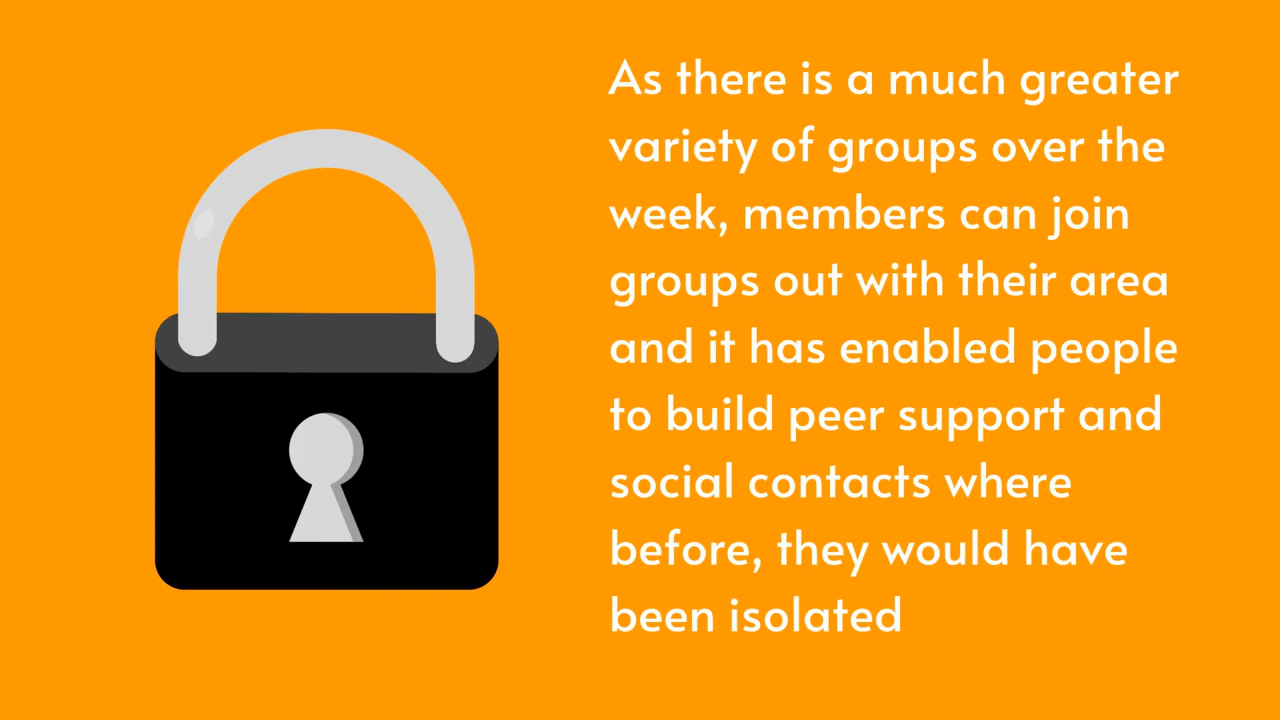 As there is a much greater
variety of groups over the
week, members can join
groups out with their area
and it has enabled people
to build peer support and
social contacts where
before, they would have
been isolated